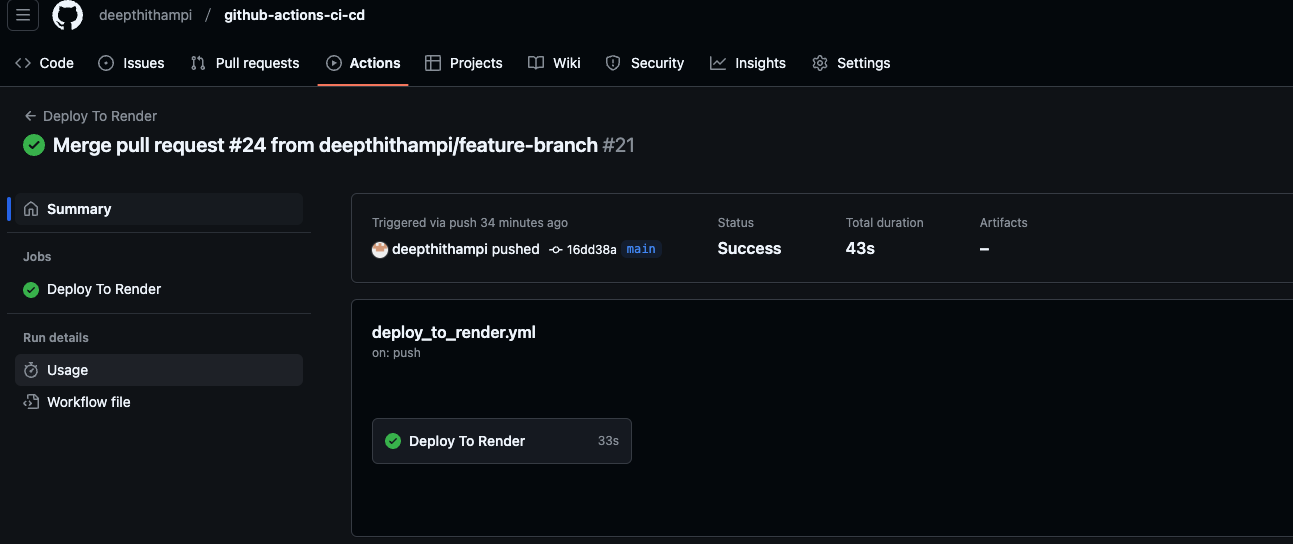 deepthithampi / github-actions-ci-cd
Code Issues Pull requests Actions Projects Wiki Security Insights Settings
Deploy To Render
Merge pull request #24 from deepthithampi/feature-branch #21
Summary
Jobs
Deploy To Render
Run details
Usage
Workflow file
Triggered via push 34 minutes ago
deepthithampi pushed 16dd38a main
Status
Success
Total duration
43s
Artifacts
–
deploy_to_render.yml
on: push
Deploy To Render 33s